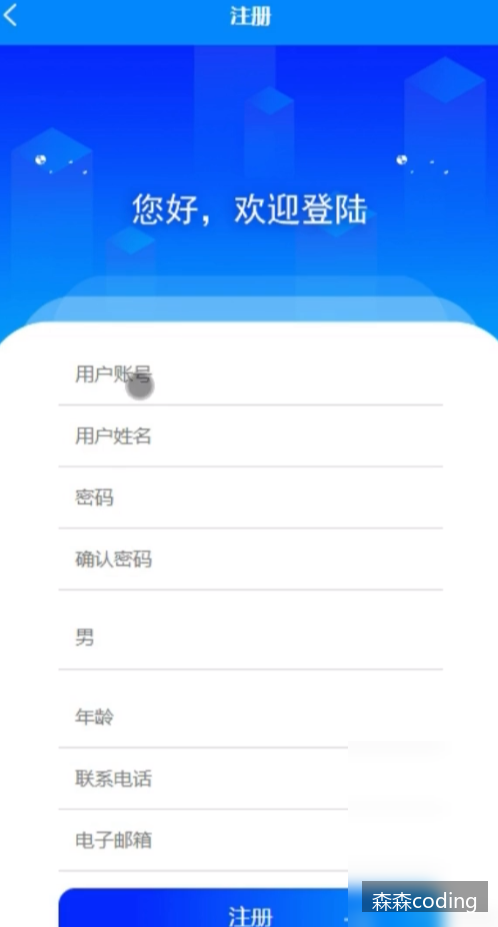 注册
您好，欢迎登陆
用户账号
用户姓名
密码
确认密码
男
年龄
联系电话
电子邮箱
注册
森森coding